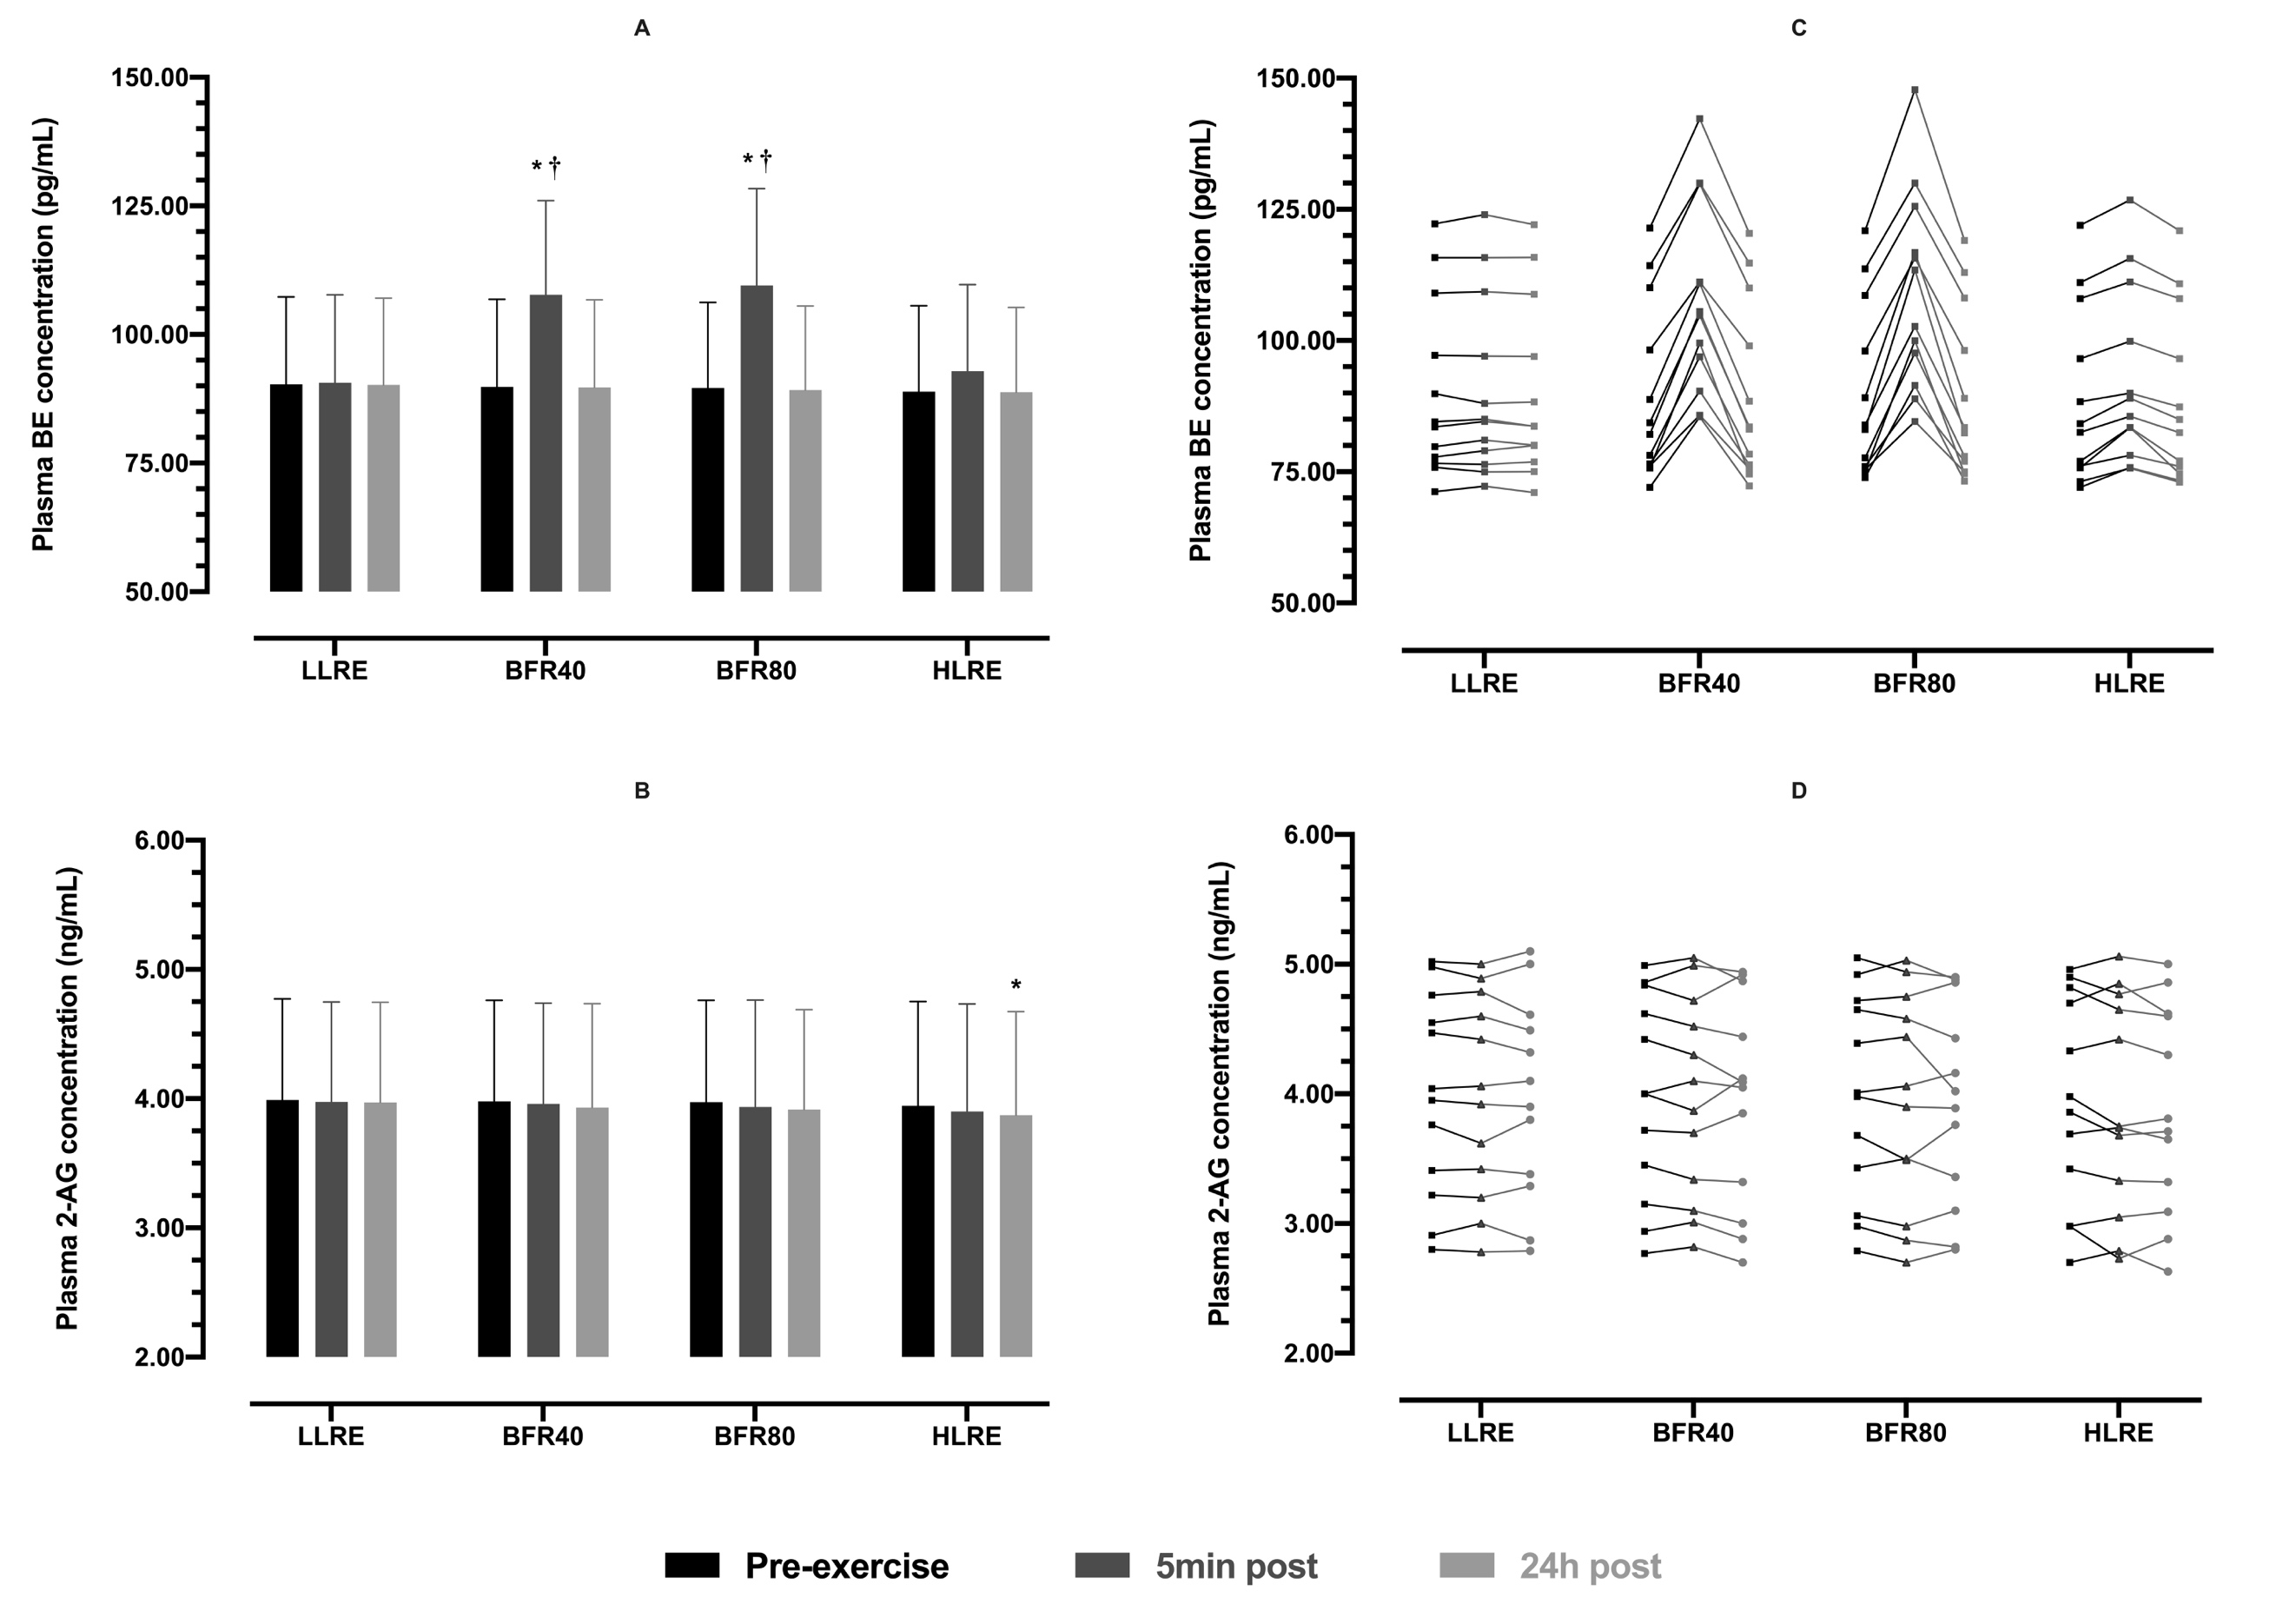 A
Plasma BE concentration (pg/mL)
150.00
125.00
100.00
75.00
50.00
* †
* †
LLRE BFR40 BFR80 HLRE
C
Plasma BE concentration (pg/mL)
150.00
125.00
100.00
75.00
50.00
LLRE BFR40 BFR80 HLRE
B
Plasma 2-AG concentration (ng/mL)
6.00
5.00
4.00
3.00
2.00
*
LLRE BFR40 BFR80 HLRE
D
Plasma 2-AG concentration (ng/mL)
6.00
5.00
4.00
3.00
2.00
LLRE BFR40 BFR80 HLRE
Pre-exercise 5min post 24h post